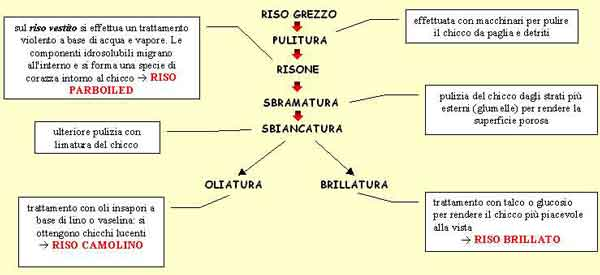 RISO GREZZO
sul riso vestito si effettua un trattamento
violento a base di acqua e vapore. Le
componenti idrosolubili migrano
all'interno e si forma una specie di
corazza intorno al chicco → RISO
PARBOILED
effettuata con macchinari per pulire
il chicco da paglia e detriti
PULITURA
RISONE
SBRAMATURA
pulizia del chicco dagli strati più
esterni (glumelle) per rendere la
superficie porosa
SBIANCATURA
ulteriore pulizia con
limatura del chicco
OLIATURA
BRILLATURA
trattamento con oli insapori a
base di lino o vaselina: si
ottengono chicchi lucenti
→ RISO CAMOLINO
trattamento con talco o glucosio
per rendere il chicco più piacevole
alla vista
→ RISO BRILLATO